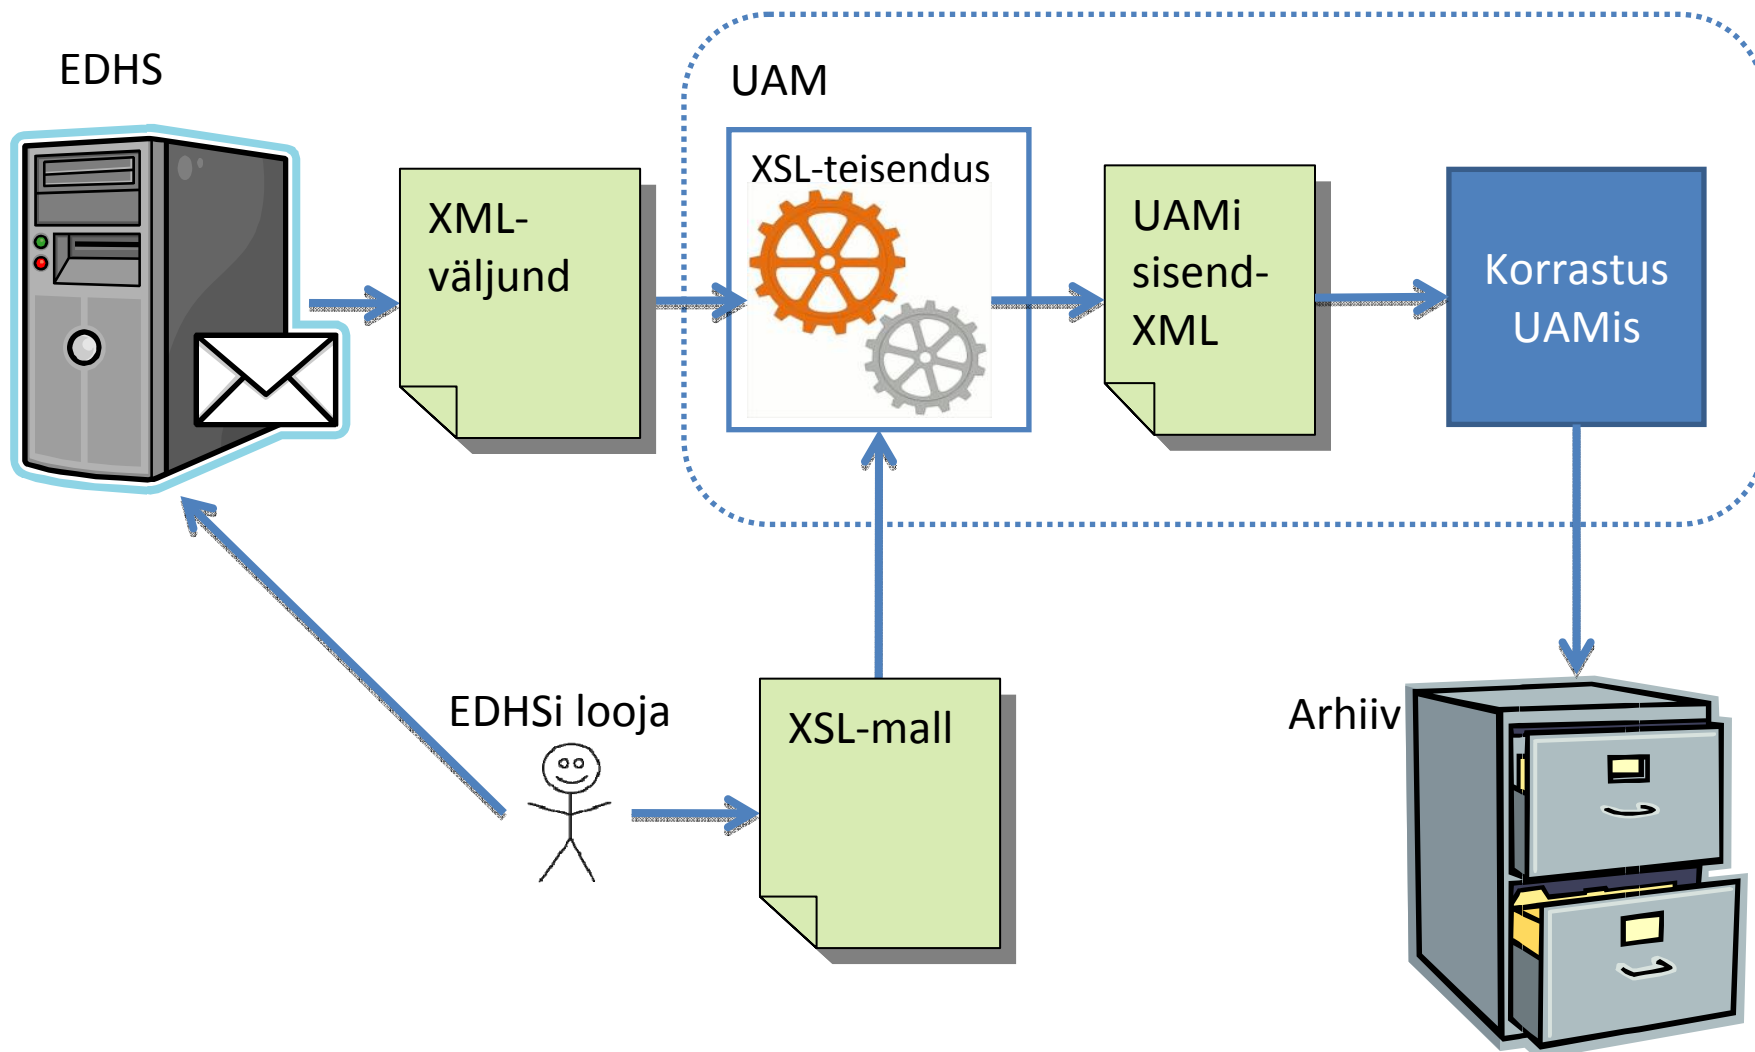 EDHS
UAM
XML-
väljund
XSL-teisendus
UAMi
sisend-
XML
Korrastus
UAMis
EDHSi looja
XSL-mall
Arhiiv